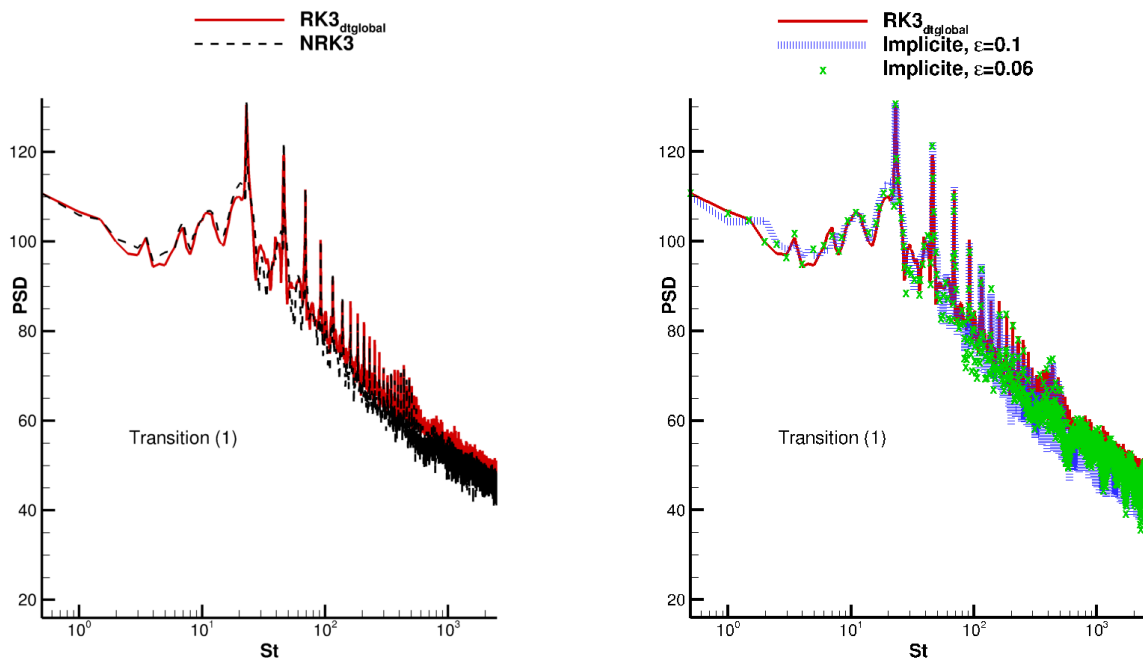 RK3dtglobal
NRK3
PSD
120
100
80
60
40
20
Transition (1)
10^0
10^1
10^2
10^3
St
RK3dtglobal
Implicite, ε=0.1
Implicite, ε=0.06
PSD
120
100
80
60
40
20
Transition (1)
10^0
10^1
10^2
10^3
St